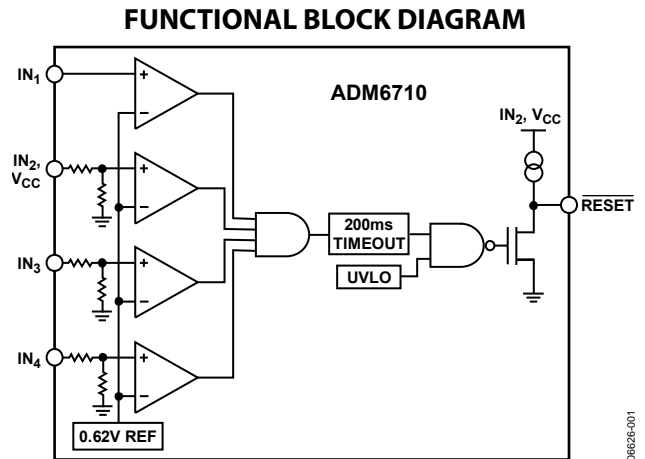 FUNCTIONAL BLOCK DIAGRAM
ADM6710
IN1
+
−
IN2,
VCC
+
−
IN3
+
−
IN4
+
−
0.62V REF
200ms
TIMEOUT
UVLO
IN2, VCC
RESET
06626-001